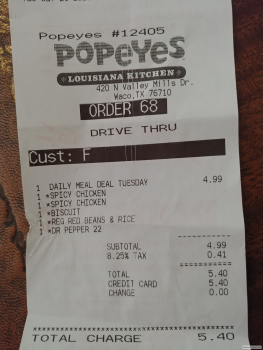 Popeyes #12405
POPEYES
LOUISIANA KITCHEN
420 N Valley Mills Dr.
Waco,TX 76710
ORDER 68
DRIVE THRU
Cust: F
1 DAILY MEAL DEAL TUESDAY 4.99
1 *SPICY CHICKEN
1 *SPICY CHICKEN
1 *BISCUIT
1 *REG RED BEANS & RICE
1 *DR PEPPER 22
SUBTOTAL 4.99
8.25% TAX 0.41
TOTAL 5.40
CREDIT CARD 5.40
CHANGE 0.00
TOTAL CHARGE 5.40